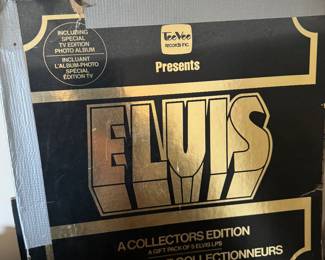 INCLUDING
SPECIAL
TV EDITION
PHOTO ALBUM
INCLUANT
L'ALBUM-PHOTO
SPÉCIAL
ÉDITION TV
TeeVee
records inc.
Presents
ELVIS
A COLLECTORS EDITION
A GIFT PACK OF 5 ELVIS LPS
COLLECTIONNEURS